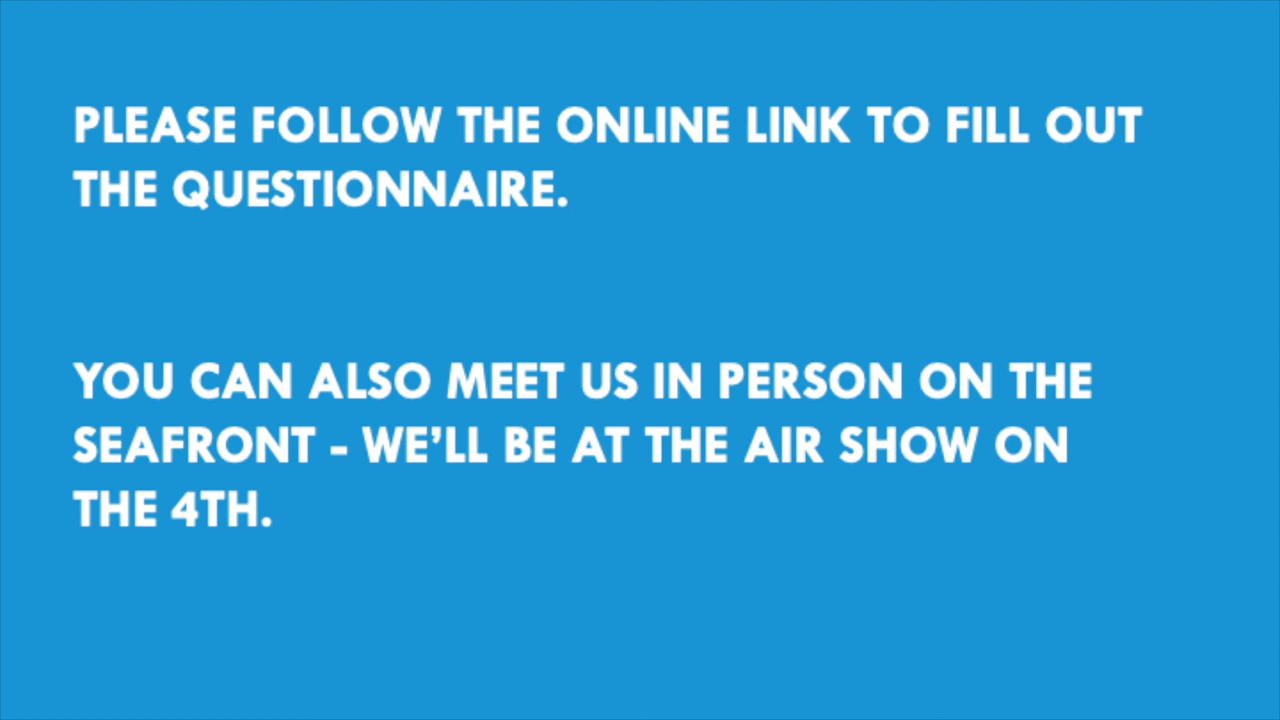 PLEASE FOLLOW THE ONLINE LINK TO FILL OUT
THE QUESTIONNAIRE.
YOU CAN ALSO MEET US IN PERSON ON THE
SEAFRONT - WE’LL BE AT THE AIR SHOW ON
THE 4TH.